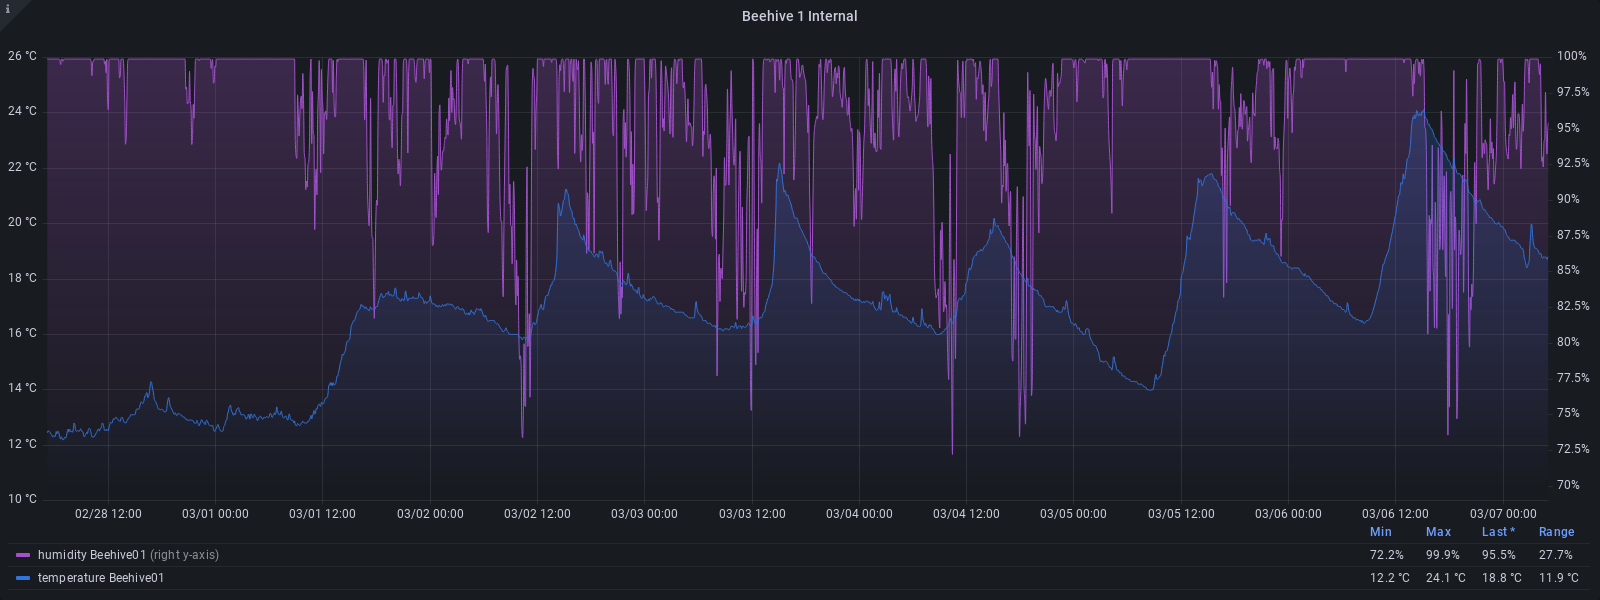 i
Beehive 1 Internal
26 °C
24 °C
22 °C
20 °C
18 °C
16 °C
14 °C
12 °C
10 °C
100%
97.5%
95%
92.5%
90%
87.5%
85%
82.5%
80%
77.5%
75%
72.5%
70%
02/28 12:00 03/01 00:00 03/01 12:00 03/02 00:00 03/02 12:00 03/03 00:00 03/03 12:00 03/04 00:00 03/04 12:00 03/05 00:00 03/05 12:00 03/06 00:00 03/06 12:00 03/07 00:00
Min Max Last * Range
humidity Beehive01 (right y-axis) 72.2% 99.9% 95.5% 27.7%
temperature Beehive01 12.2 °C 24.1 °C 18.8 °C 11.9 °C